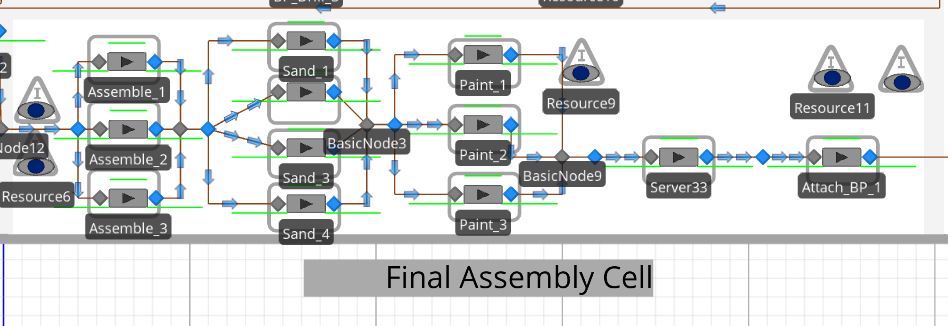 2
Node12
Resource6
Assemble_1
Assemble_2
Assemble_3
Sand_1
Sand_3
Sand_4
BasicNode3
Paint_1
Paint_2
Paint_3
Resource9
BasicNode9
Server33
Resource11
Attach_BP_1
I
I
I
I
Final Assembly Cell